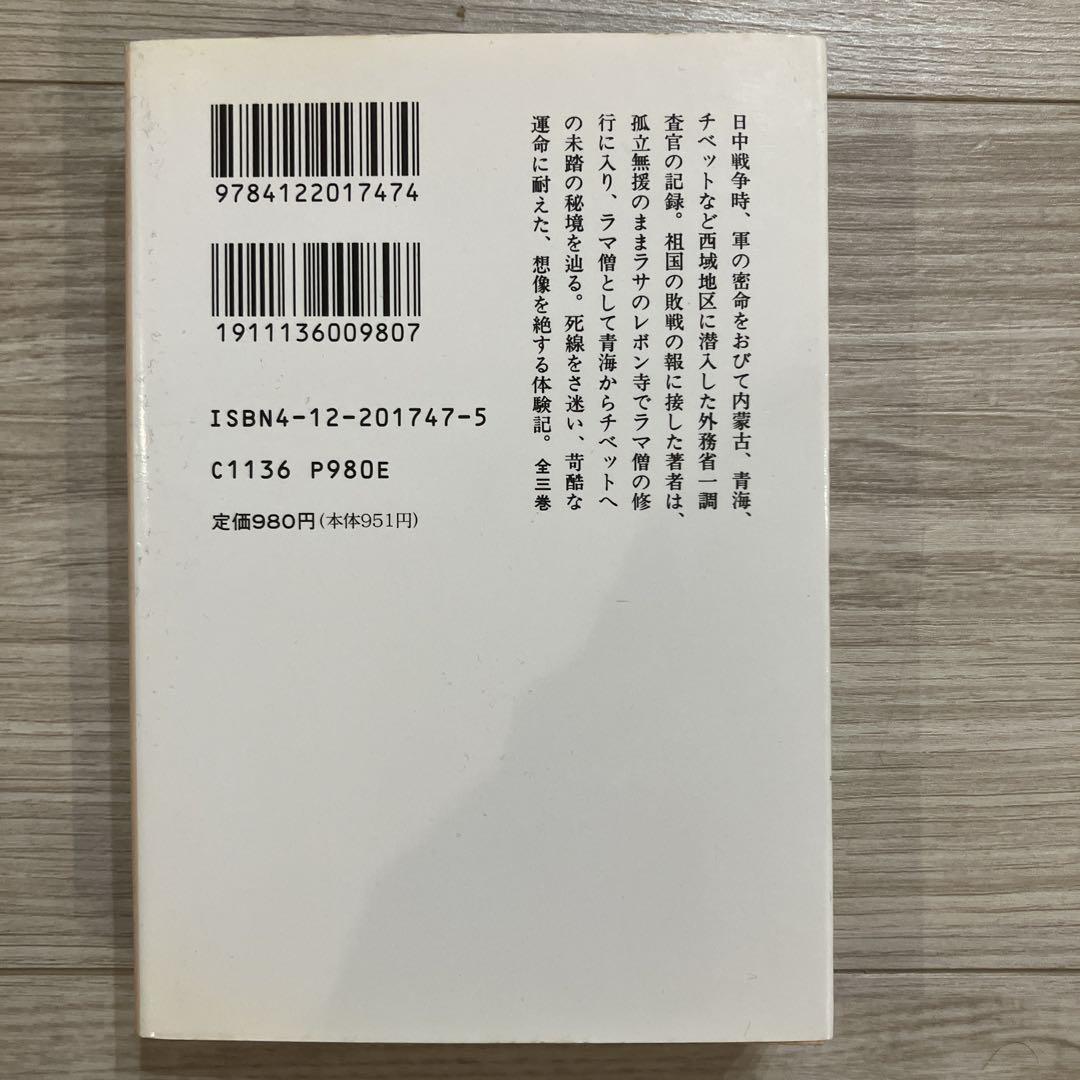 日中戦争時、軍の密命をおびて内蒙古、青海、
チベットなど西域地区に潜入した外務省一調
査官の記録。祖国の敗戦の報に接した著者は、
孤立無援のままラサのレボン寺でラマ僧の修
行に入り、ラマ僧として青海からチベットへ
の未踏の秘境を辿る。死線をさ迷い、苛酷な
運命に耐えた、想像を絶する体験記。全三巻
9784122017474
1911136009807
ISBN4-12-201747-5
C1136 P980E
定価980円(本体951円)